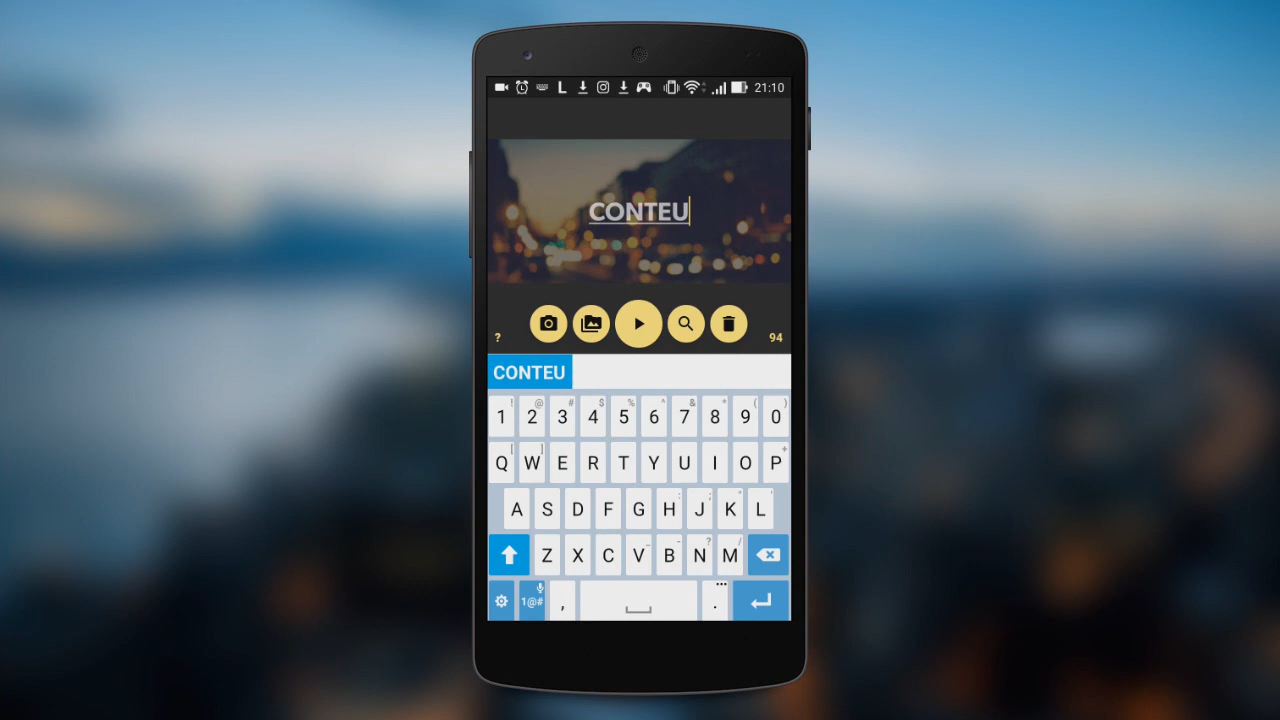 L 21:10
CONTEU
? 94
CONTEU
! @ # $ % ^ & * ( )
1 2 3 4 5 6 7 8 9 0
[ ] +
Q W E R T Y U I O P
A S D F G H J K L
Z X C V B N M
1@# , .